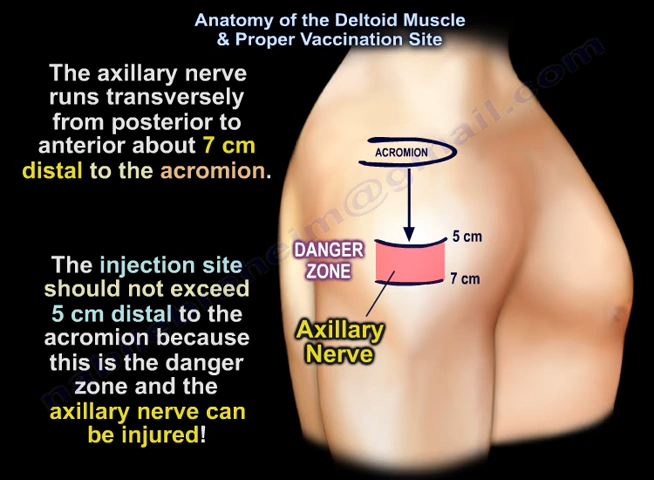 Anatomy of the Deltoid Muscle
& Proper Vaccination Site
The axillary nerve
runs transversely
from posterior to
anterior about 7 cm
distal to the acromion.
ACROMION
5 cm
DANGER
ZONE
7 cm
Axillary
Nerve
The injection site
should not exceed
5 cm distal to the
acromion because
this is the danger
zone and the
axillary nerve can
be injured!